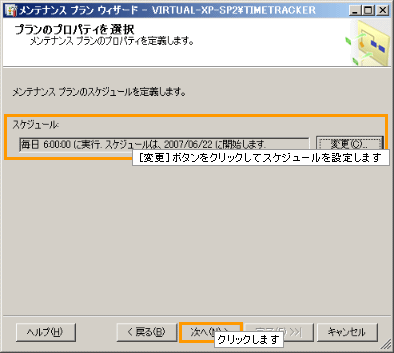 メンテナンス プラン ウィザード - VIRTUAL-XP-SP2¥TIMETRACKER
プランのプロパティを選択
メンテナンス プランのプロパティを定義します。
メンテナンス プランのスケジュールを定義します。
スケジュール:
毎日 6:00:00 に実行. スケジュールは、2007/06/22 に開始します.
変更(C)...
[変更]ボタンをクリックしてスケジュールを設定します
ヘルプ(H)
< 戻る(B)
次へ(N) >
キャンセル
クリックします